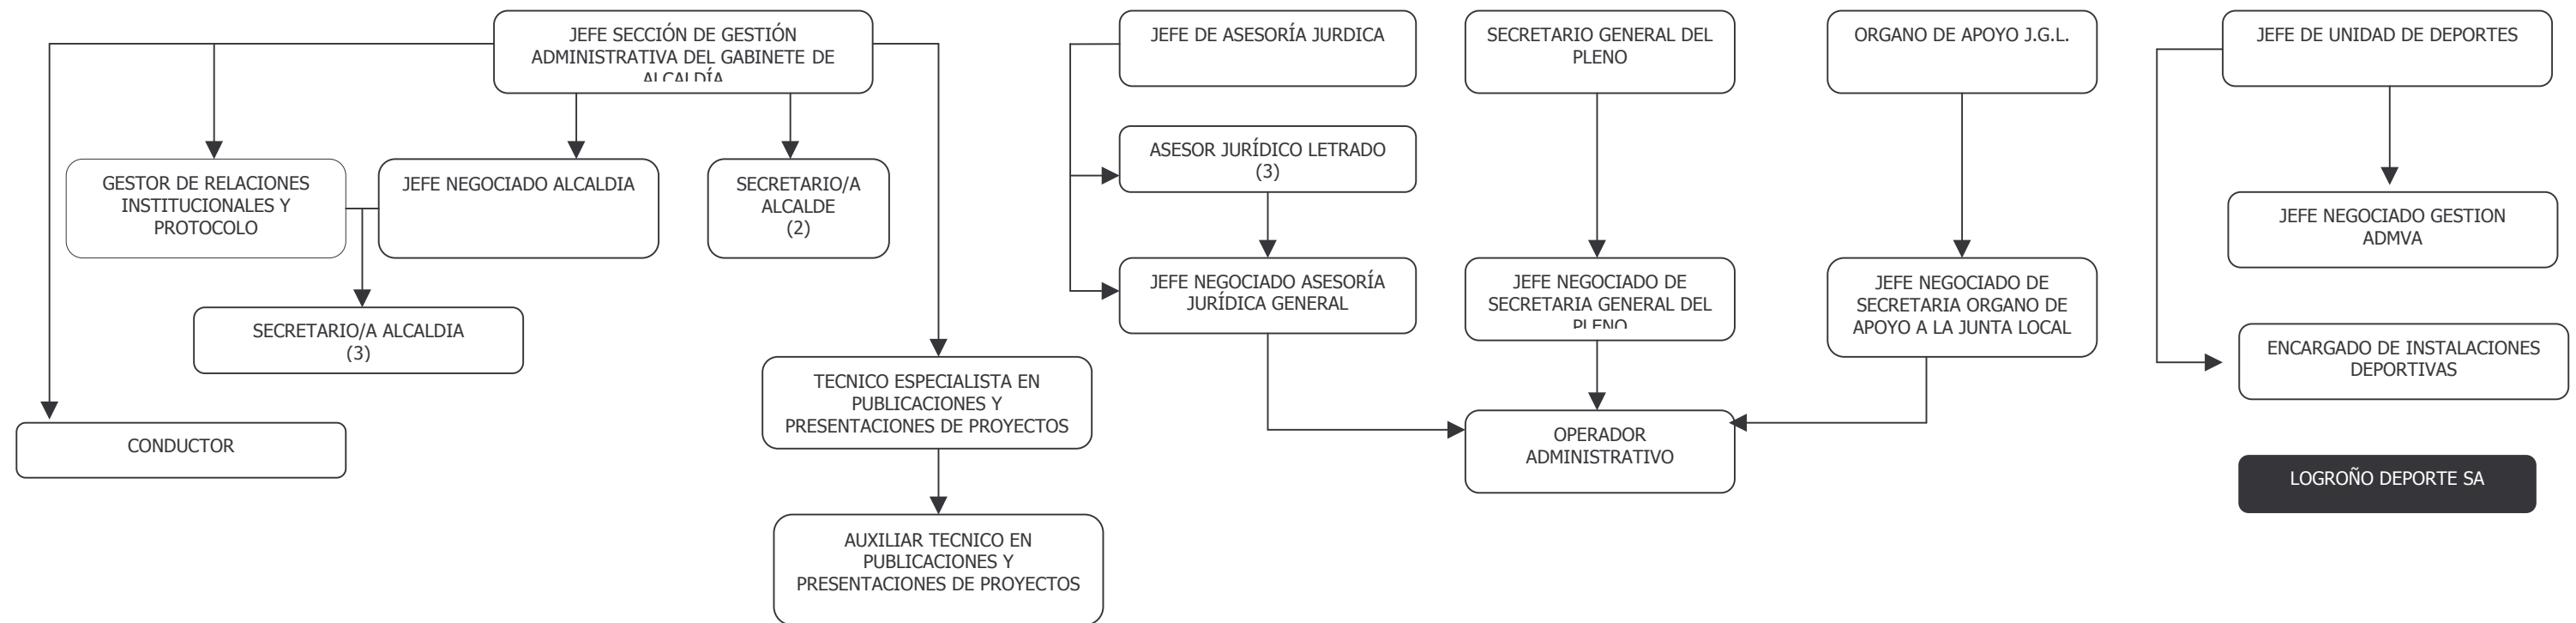 JEFE SECCIÓN DE GESTIÓN
ADMINISTRATIVA DEL GABINETE DE
ALCALDÍA
JEFE DE ASESORÍA JURDICA
SECRETARIO GENERAL DEL
PLENO
ORGANO DE APOYO J.G.L.
JEFE DE UNIDAD DE DEPORTES
GESTOR DE RELACIONES
INSTITUCIONALES Y
PROTOCOLO
JEFE NEGOCIADO ALCALDIA
SECRETARIO/A
ALCALDE
(2)
ASESOR JURÍDICO LETRADO
(3)
JEFE NEGOCIADO GESTION
ADMVA
SECRETARIO/A ALCALDIA
(3)
JEFE NEGOCIADO ASESORÍA
JURÍDICA GENERAL
JEFE NEGOCIADO DE
SECRETARIA GENERAL DEL
PLENO
JEFE NEGOCIADO DE
SECRETARIA ORGANO DE
APOYO A LA JUNTA LOCAL
ENCARGADO DE INSTALACIONES
DEPORTIVAS
CONDUCTOR
TECNICO ESPECIALISTA EN
PUBLICACIONES Y
PRESENTACIONES DE PROYECTOS
OPERADOR
ADMINISTRATIVO
LOGROÑO DEPORTE SA
AUXILIAR TECNICO EN
PUBLICACIONES Y
PRESENTACIONES DE PROYECTOS